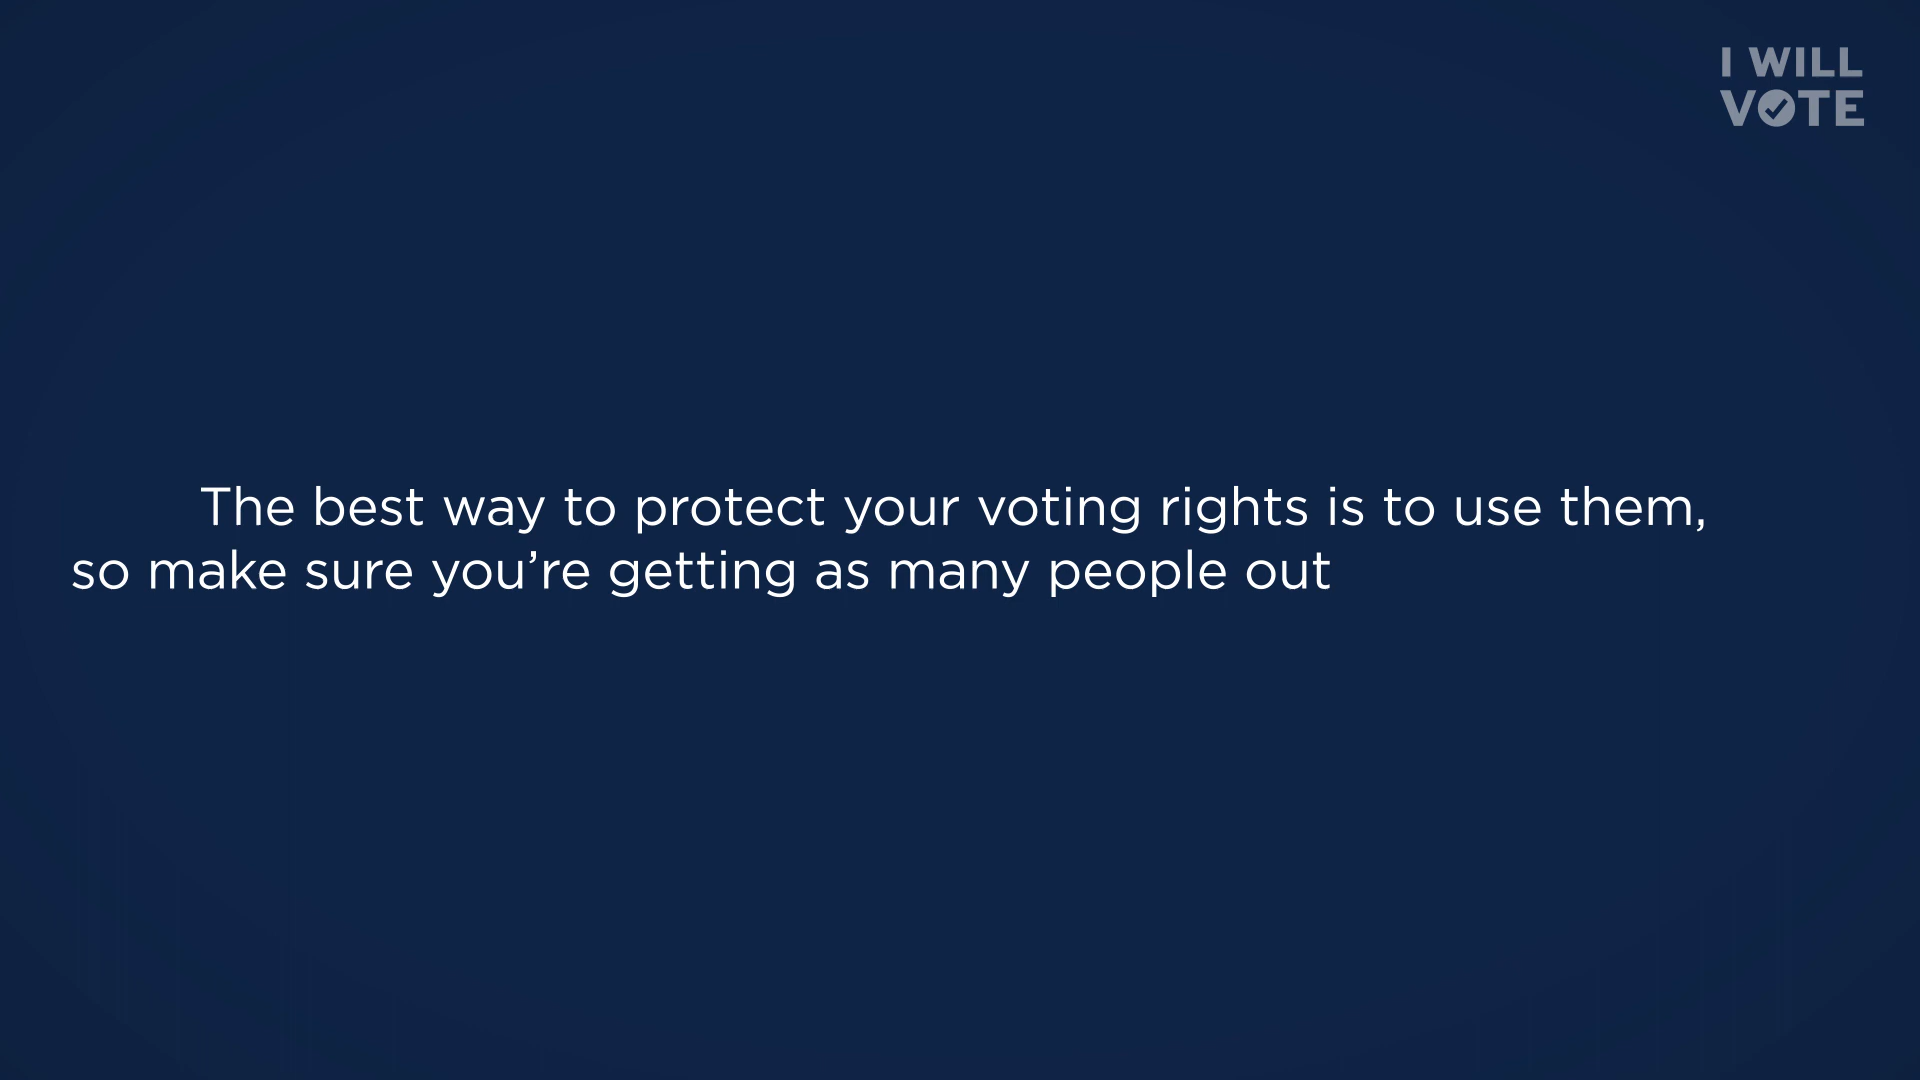 I WILL
VOTE
The best way to protect your voting rights is to use them,
so make sure you’re getting as many people out